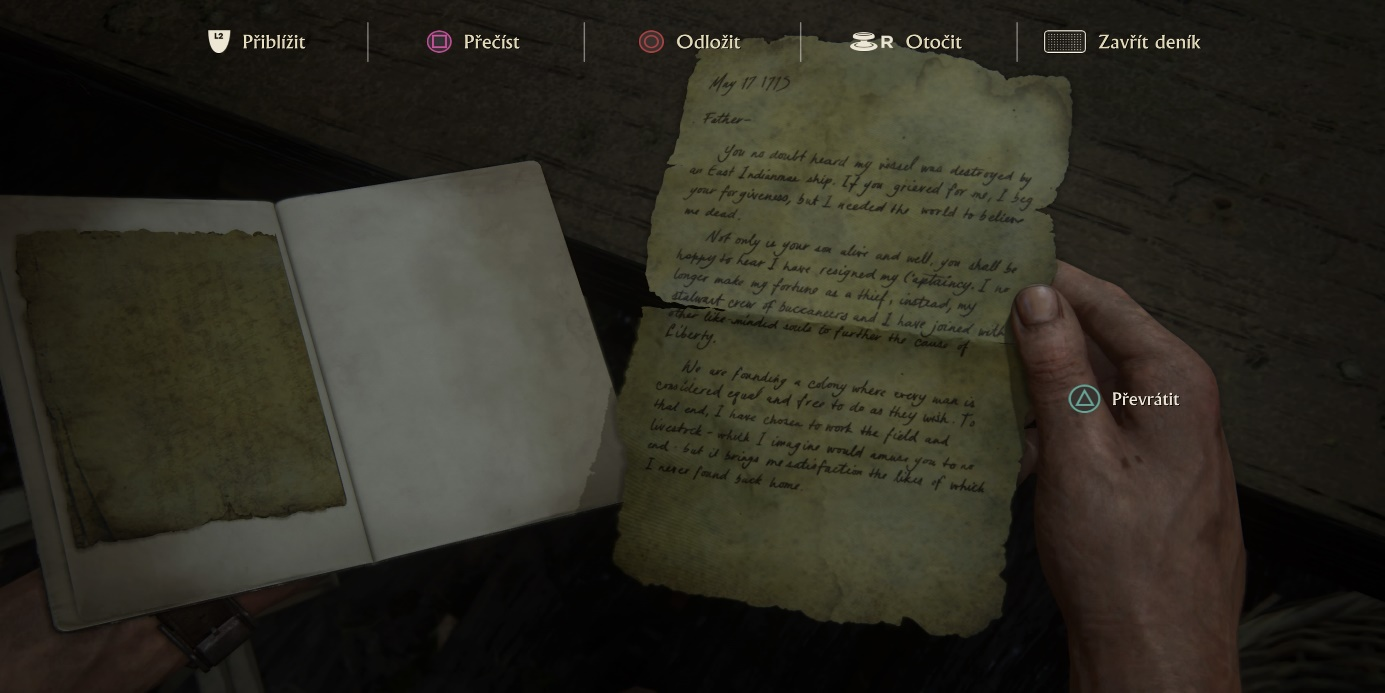 L2 Přiblížit
Přečíst
Odložit
R Otočit
Zavřít deník
May 17 1715
Father-
You no doubt heard my vessel was destroyed by
an East Indiaman ship. If you grieved for me, I beg
your forgiveness, but I needed the world to believe
me dead.
Not only is your son alive and well, you shall be
happy to hear I have resigned my Captaincy. I no
longer make my fortune as a thief, instead, my
stalwart crew of buccaneers and I have joined with
other like-minded souls to further the cause of
Liberty.
We are founding a colony where every man is
considered equal and free to do as they wish. To
that end, I have chosen to work the field and
livestock - which I imagine would amuse you to no
end - but it brings me satisfaction the likes of which
I never found back home.
Převrátit